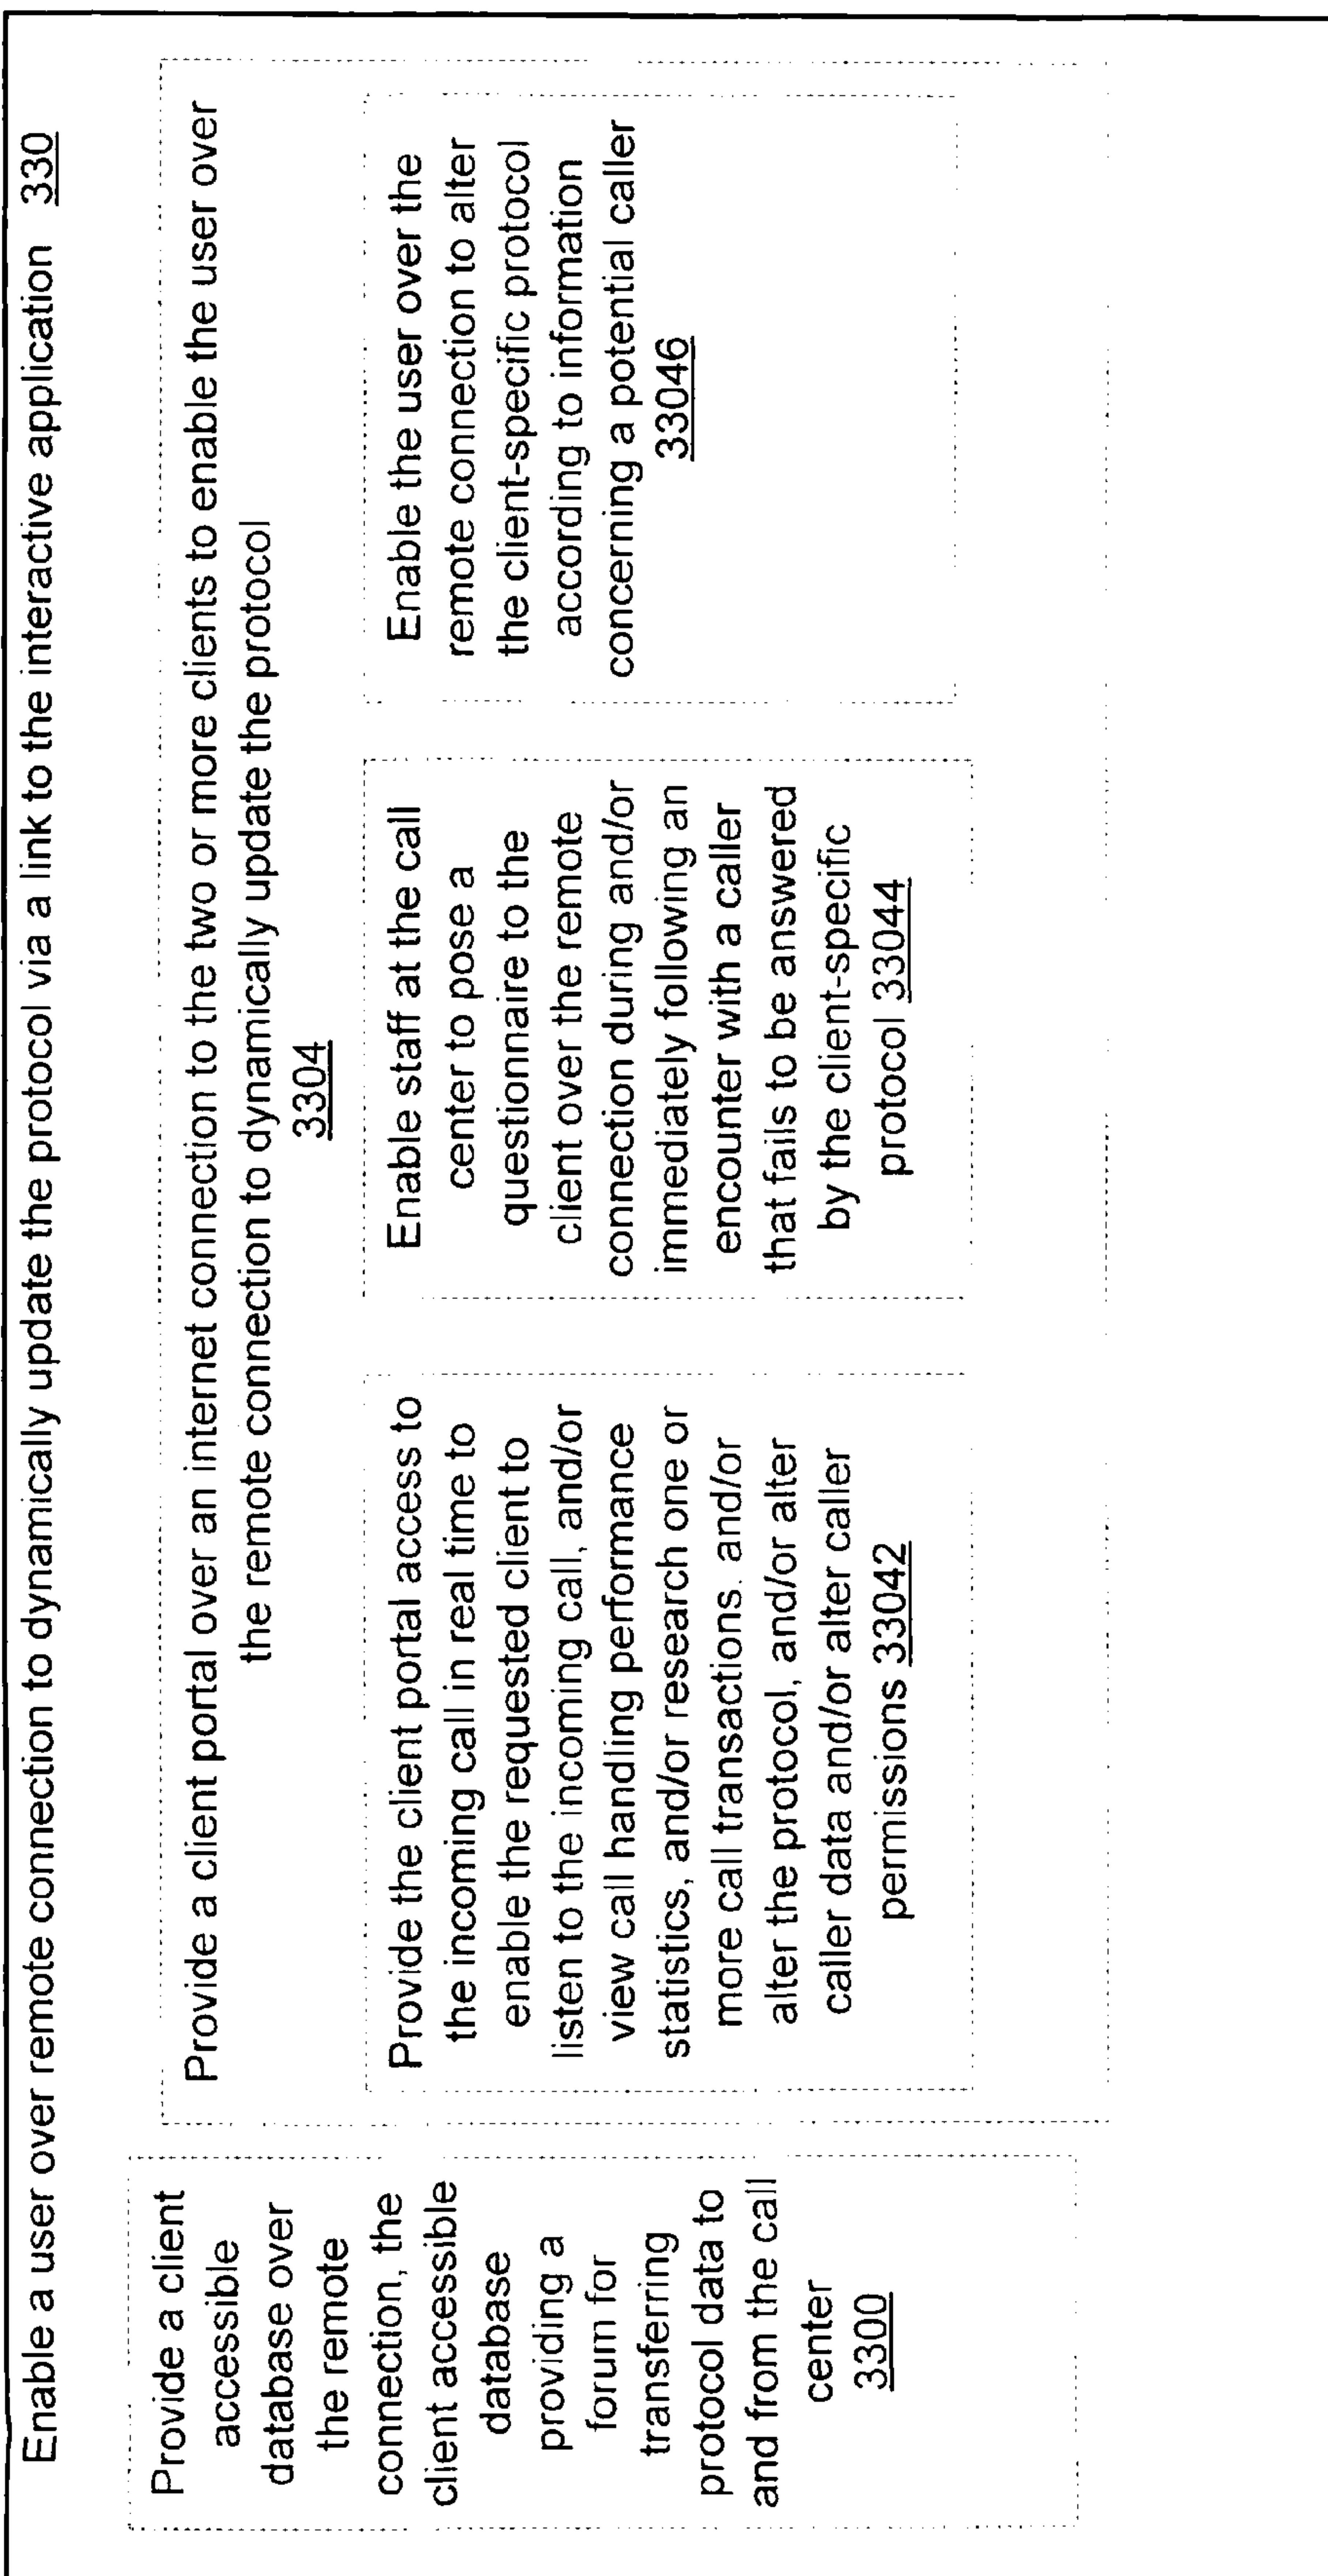 Enable a user over remote connection to dynamically update the protocol via a link to the interactive application 330
Provide a client
accessible
database over
the remote
connection, the
client accessible
database
providing a
forum for
transferring
protocol data to
and from the call
center
3300
Provide a client portal over an internet connection to the two or more clients to enable the user over
the remote connection to dynamically update the protocol
3304
Provide the client portal access to
the incoming call in real time to
enable the requested client to
listen to the incoming call, and/or
view call handling performance
statistics, and/or research one or
more call transactions. and/or
alter the protocol, and/or alter
caller data and/or alter caller
permissions 33042
Enable staff at the call
center to pose a
questionnaire to the
client over the remote
connection during and/or
immediately following an
encounter with a caller
that fails to be answered
by the client-specific
protocol 33044
Enable the user over the
remote connection to alter
the client-specific protocol
according to information
concerning a potential caller
33046